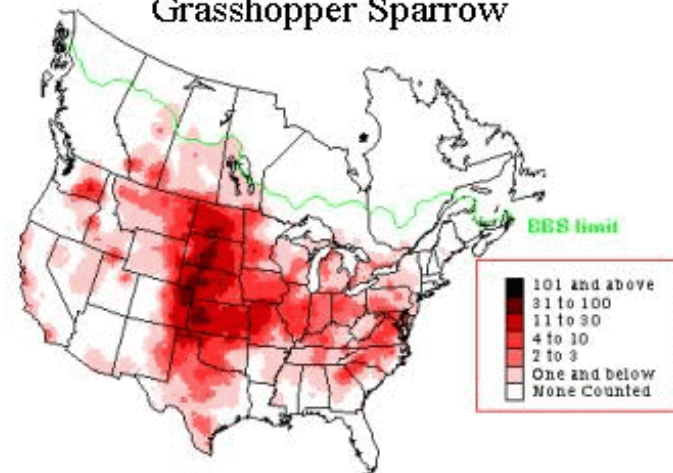 Grasshopper Sparrow
BBS limit
101 and above
31 to 100
11 to 30
4 to 10
2 to 3
One and below
None Counted